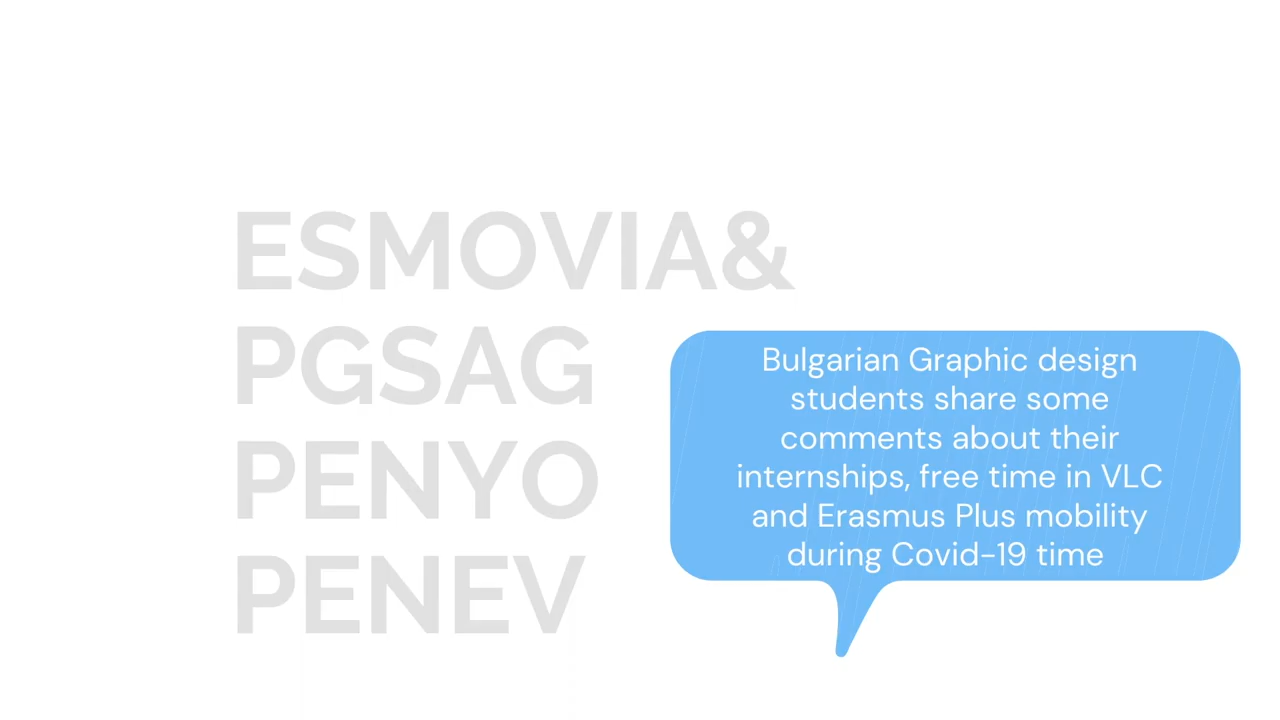 ESMOVIA&
PGSAG
PENYO
PENEV
Bulgarian Graphic design
students share some
comments about their
internships, free time in VLC
and Erasmus Plus mobility
during Covid-19 time